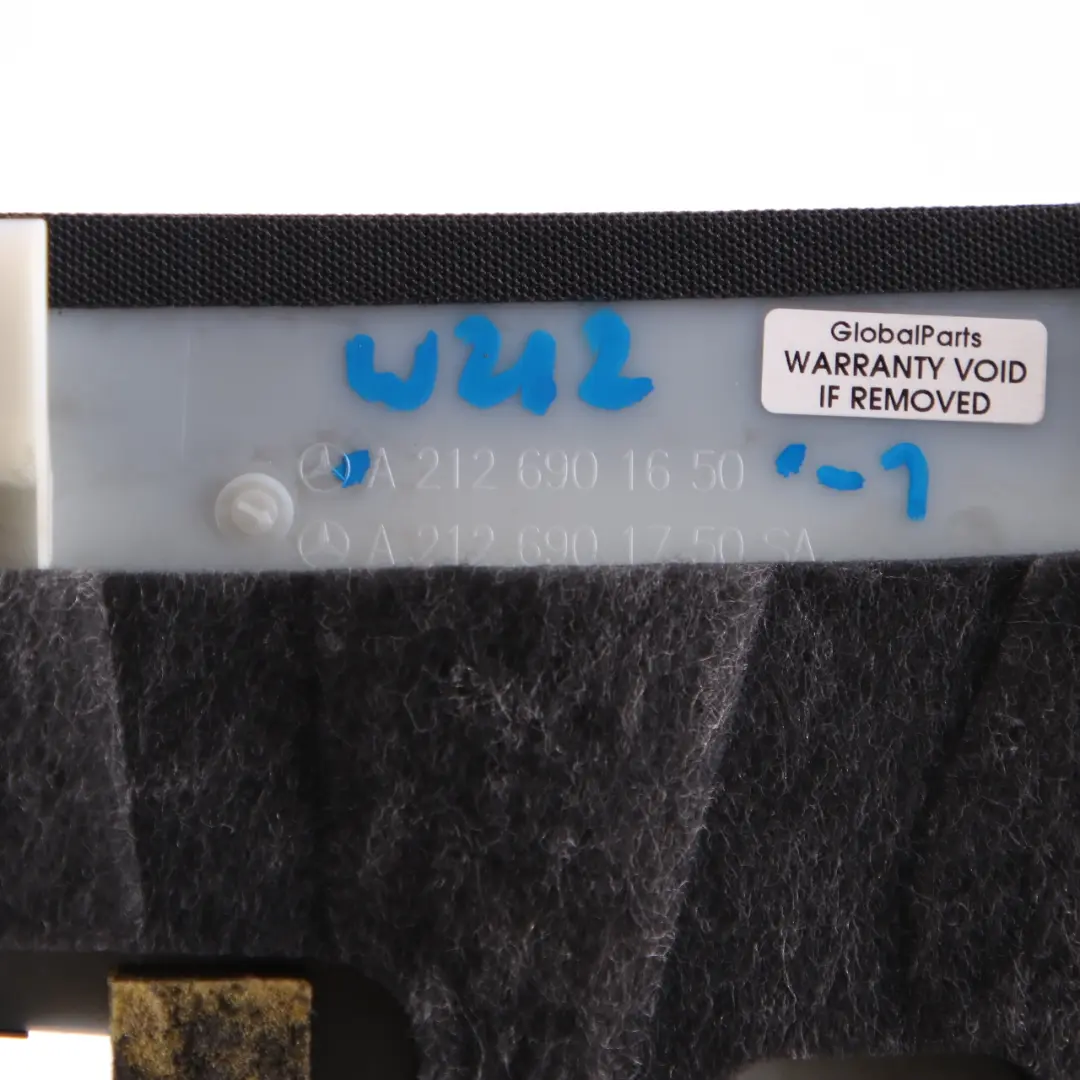 W212
GlobalParts
WARRANTY VOID
IF REMOVED
A 212 690 16 50
-1
A 212 690 17 50 SA